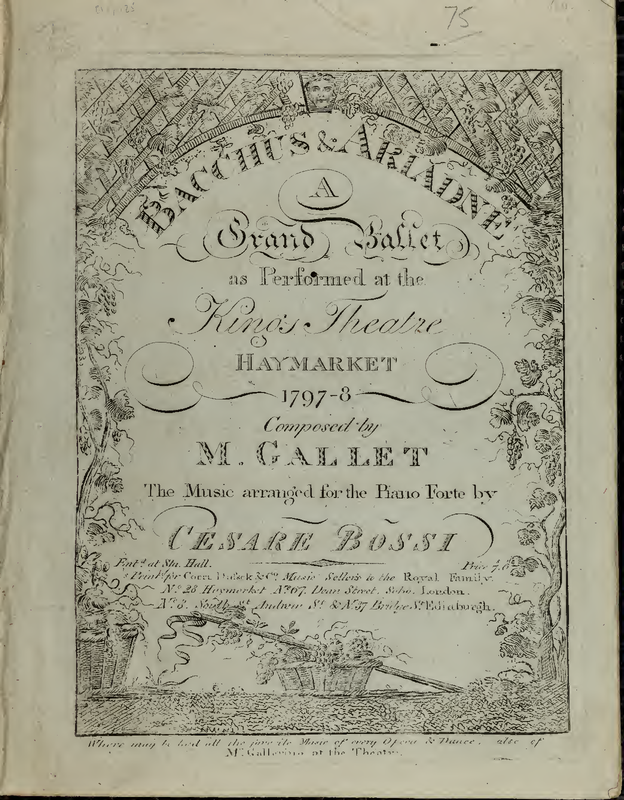 75
BACCHUS & ARIADNE
A
Grand Ballet
as Performed at the
King's Theatre
HAYMARKET
1797-8
Composed by
M. GALLET
The Music arranged for the Piano Forte by
CESARE BOSSI
Ent.d at Sta. Hall. Price 7.6
Printd for Corri Dussek & Co. Music Sellers to the Royal Family.
No. 28 Haymarket No. 67, Dean Street, Soho, London.
No. 8. South St. Andrew St. & No. 37 Bridge St. Edinburgh.
Where may be had all the favorite Music of every Opera & Dance, also of
Mr. at the Theatre.